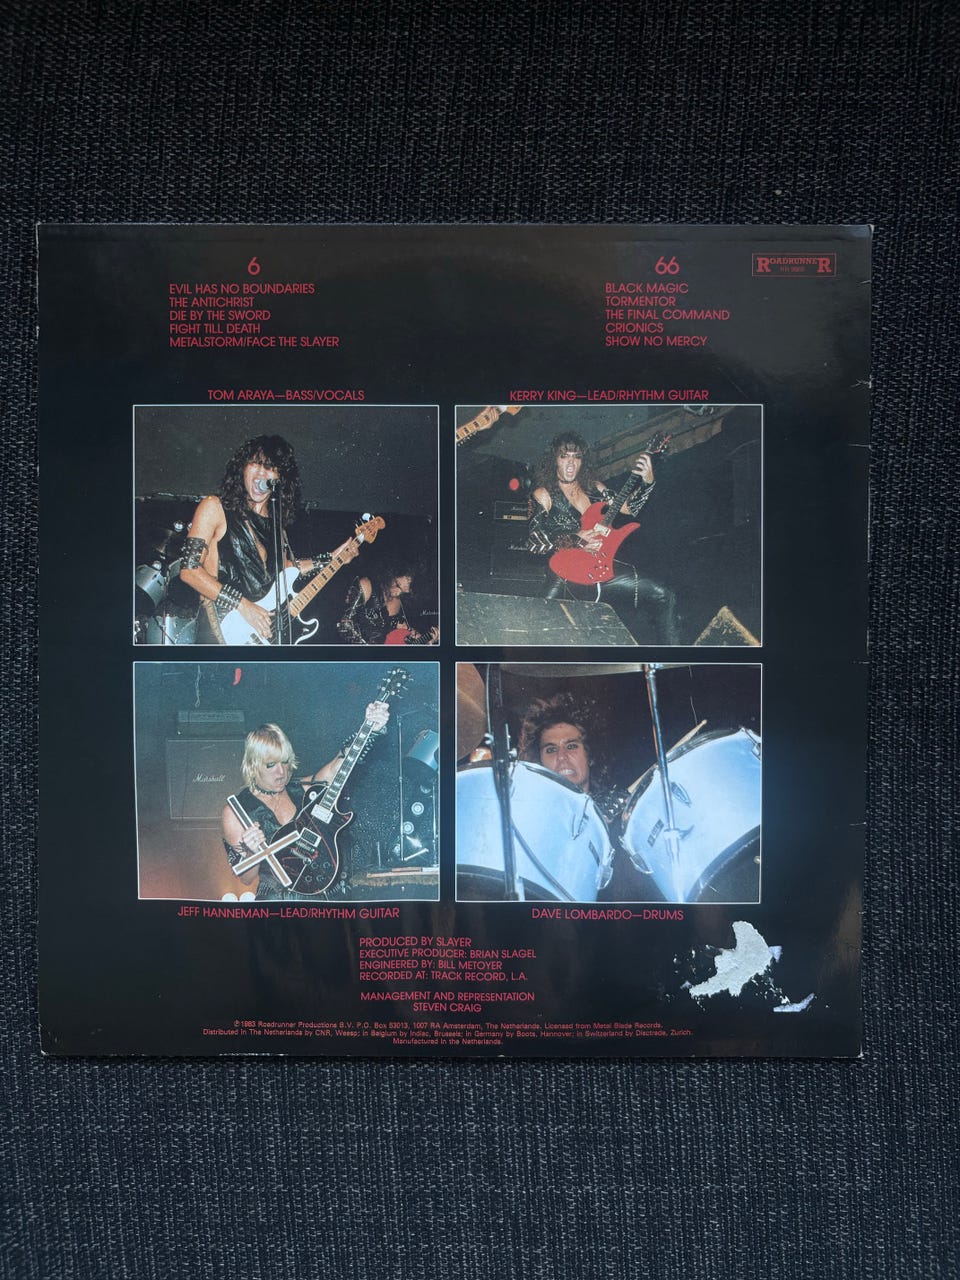 6
EVIL HAS NO BOUNDARIES
THE ANTICHRIST
DIE BY THE SWORD
FIGHT TILL DEATH
METALSTORM/FACE THE SLAYER
66
BLACK MAGIC
TORMENTOR
THE FINAL COMMAND
CRIONICS
SHOW NO MERCY
ROADRUNNER
TOM ARAYA—BASS/VOCALS
KERRY KING—LEAD/RHYTHM GUITAR
Marshall
JEFF HANNEMAN—LEAD/RHYTHM GUITAR
DAVE LOMBARDO—DRUMS
PRODUCED BY SLAYER
EXECUTIVE PRODUCER: BRIAN SLAGEL
ENGINEERED BY: BILL METOYER
RECORDED AT: TRACK RECORD, L.A.
MANAGEMENT AND REPRESENTATION
STEVEN CRAIG
℗ 1983 Roadrunner Productions B.V. P.O. Box 53013, 1007 RA Amsterdam, The Netherlands. Licensed from Metal Blade Records.
Distributed in The Netherlands by CNR, Weesp; in Belgium by Indisc, Brussels; in Germany by Boots, Hannover; in Switzerland by Disctrade, Zurich.
Manufactured in the Netherlands.